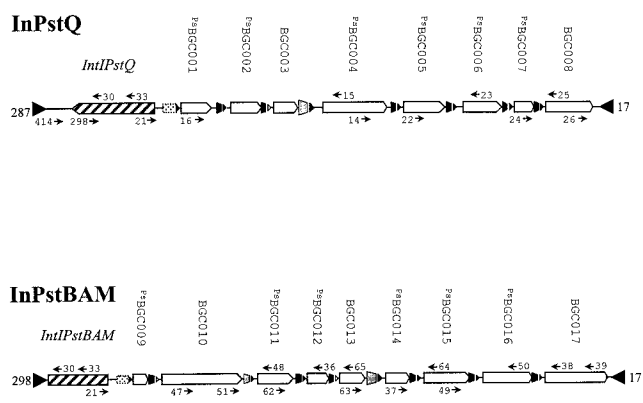 InPstQ
PsBGC001
PsBGC002
BGC003
PsBGC004
PsBGC005
PsBGC006
PsBGC007
BGC008
IntIPstQ
30 33 15 23 25
287 17
414 298 21 16 14 22 24 26
InPstBAM
PsBGC009
BGC010
PsBGC011
PsBGC012
BGC013
PsBGC014
PsBGC015
PsBGC016
BGC017
IntIPstBAM
30 33 48 36 65 64 50 38 39
298 17
21 47 51 62 63 37 49